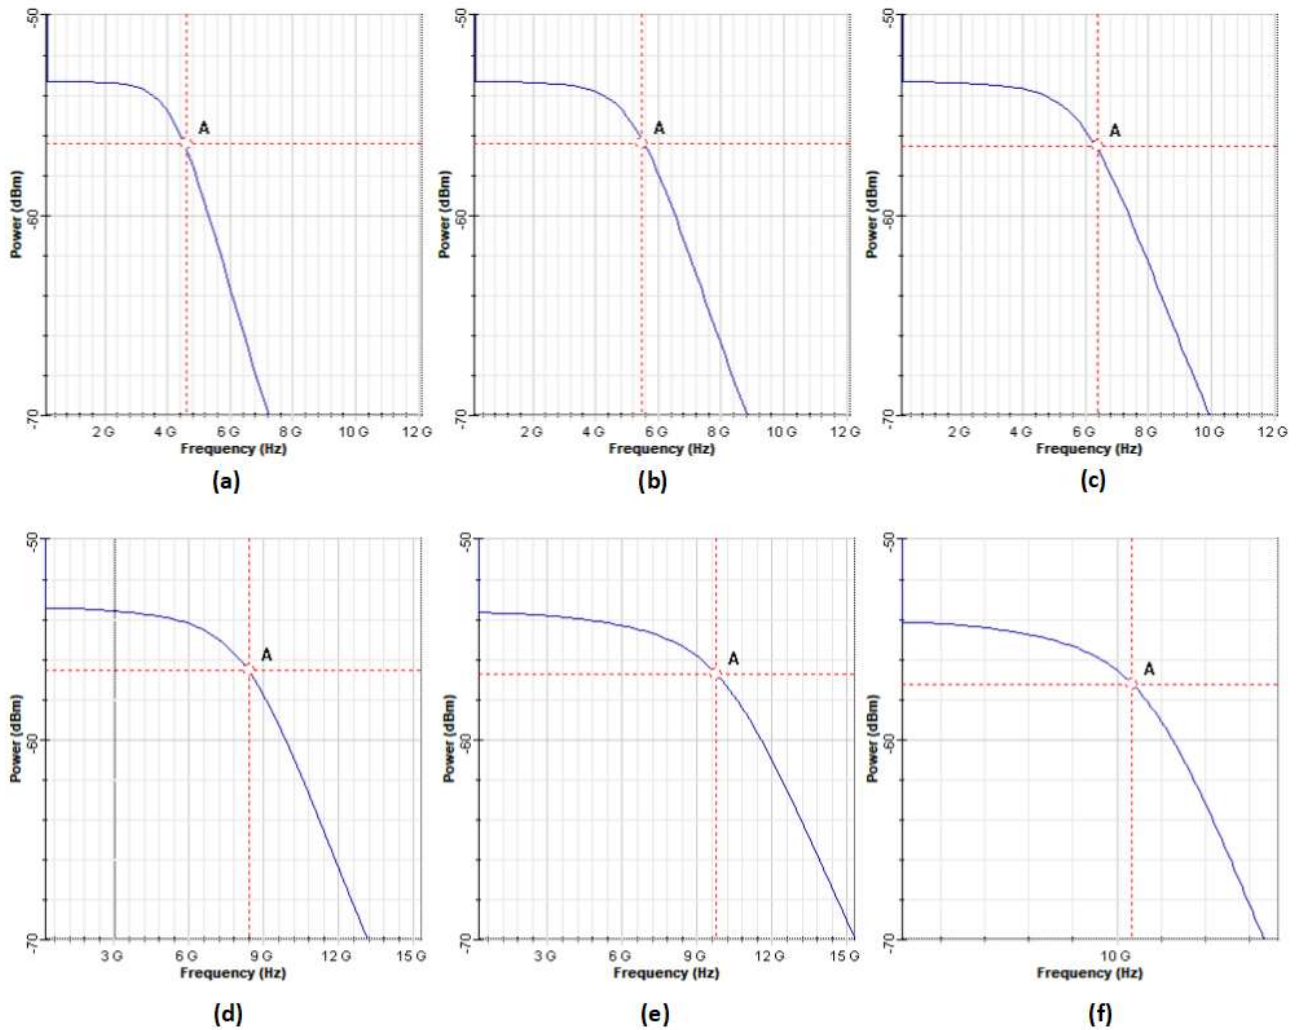 -50 -50 -50
A A A
Power (dBm) Power (dBm) Power (dBm)
-60 -60 -60
-70 -70 -70
2 G 4 G 6 G 8 G 10 G 12 G 2 G 4 G 6 G 8 G 10 G 12 G 2 G 4 G 6 G 8 G 10 G 12 G
Frequency (Hz) Frequency (Hz) Frequency (Hz)
(a) (b) (c)
-50 -50 -50
A A A
Power (dBm) Power (dBm) Power (dBm)
-60 -60 -60
-70 -70 -70
3 G 6 G 9 G 12 G 15 G 3 G 6 G 9 G 12 G 15 G 10 G
Frequency (Hz) Frequency (Hz) Frequency (Hz)
(d) (e) (f)